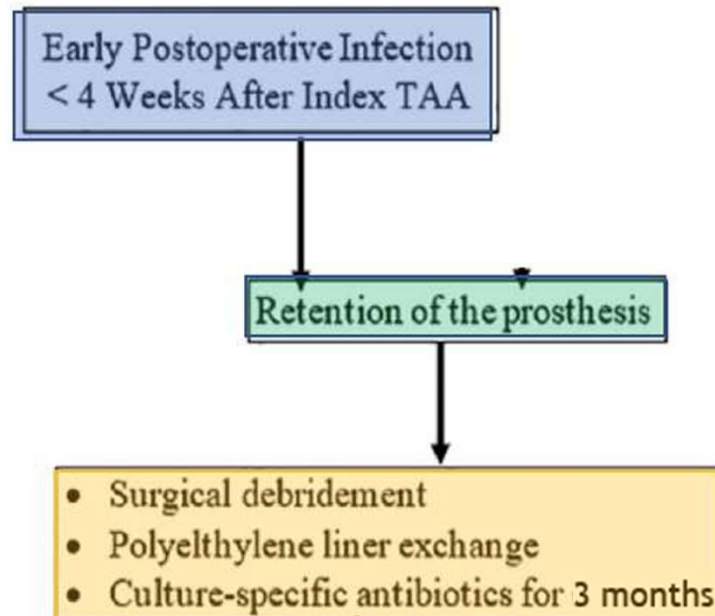 Early Postoperative Infection
< 4 Weeks After Index TAA
Retention of the prosthesis
• Surgical debridement
• Polyelthylene liner exchange
• Culture-specific antibiotics for 3 months